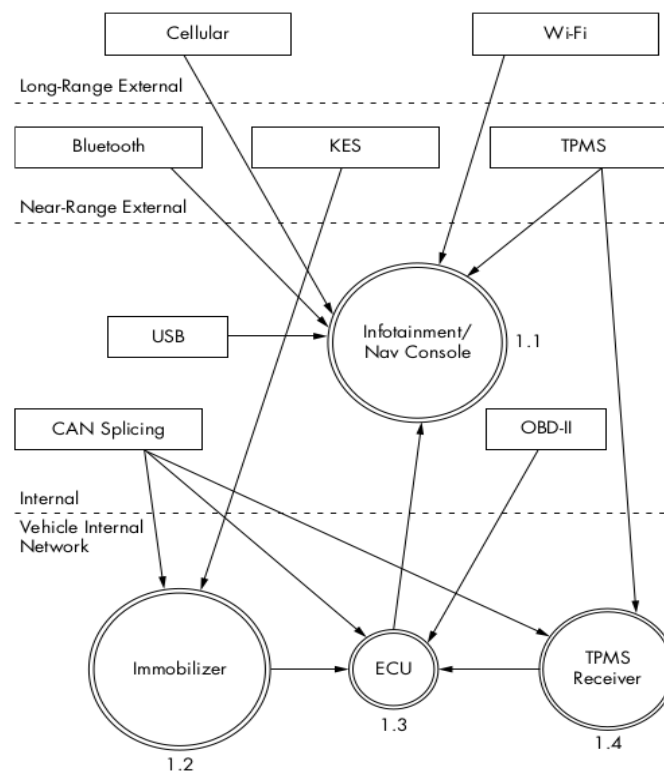 Cellular
Wi-Fi
Long-Range External
Bluetooth
KES
TPMS
Near-Range External
Infotainment/
Nav Console
1.1
USB
CAN Splicing
OBD-II
Internal
Vehicle Internal
Network
Immobilizer
ECU
TPMS
Receiver
1.3
1.4
1.2